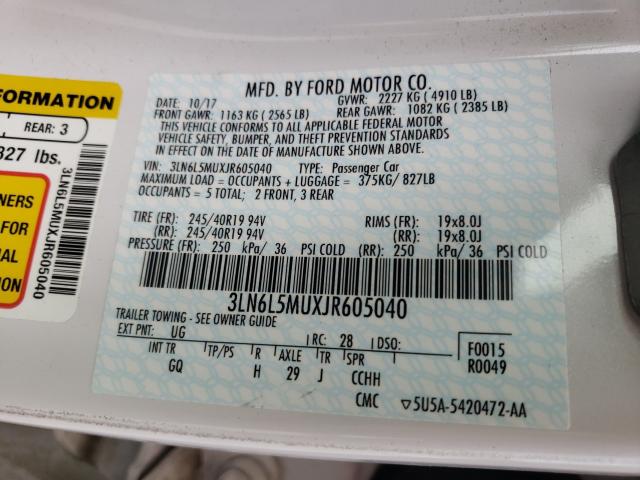 MFD. BY FORD MOTOR CO.
DATE: 10/17 GVWR: 2227 KG ( 4910 LB)
FRONT GAWR: 1163 KG ( 2565 LB) REAR GAWR: 1082 KG ( 2385 LB)
THIS VEHICLE CONFORMS TO ALL APPLICABLE FEDERAL MOTOR
VEHICLE SAFETY, BUMPER, AND THEFT PREVENTION STANDARDS
IN EFFECT ON THE DATE OF MANUFACTURE SHOWN ABOVE.
VIN: 3LN6L5MUXJR605040 TYPE: Passenger Car
MAXIMUM LOAD = OCCUPANTS + LUGGAGE = 375KG/ 827LB
OCCUPANTS = 5 TOTAL; 2 FRONT, 3 REAR
TIRE (FR): 245/40R19 94V RIMS (FR): 19x8.0J
(RR): 245/40R19 94V (RR): 19x8.0J
PRESSURE (FR): 250 kPa/ 36 PSI COLD (RR): 250 kPa/ 36 PSI COLD
3LN6L5MUXJR605040
TRAILER TOWING - SEE OWNER GUIDE
EXT PNT: UG RC: 28 DSO: F0015
R0049
INT TR TP/PS R AXLE TR SPR
GQ H 29 J CCHH
CMC ▽5U5A-5420472-AA
FORMATION
REAR: 3
827 lbs.
3LN6L5MUXJR605040
NERS
FOR
AL
TION